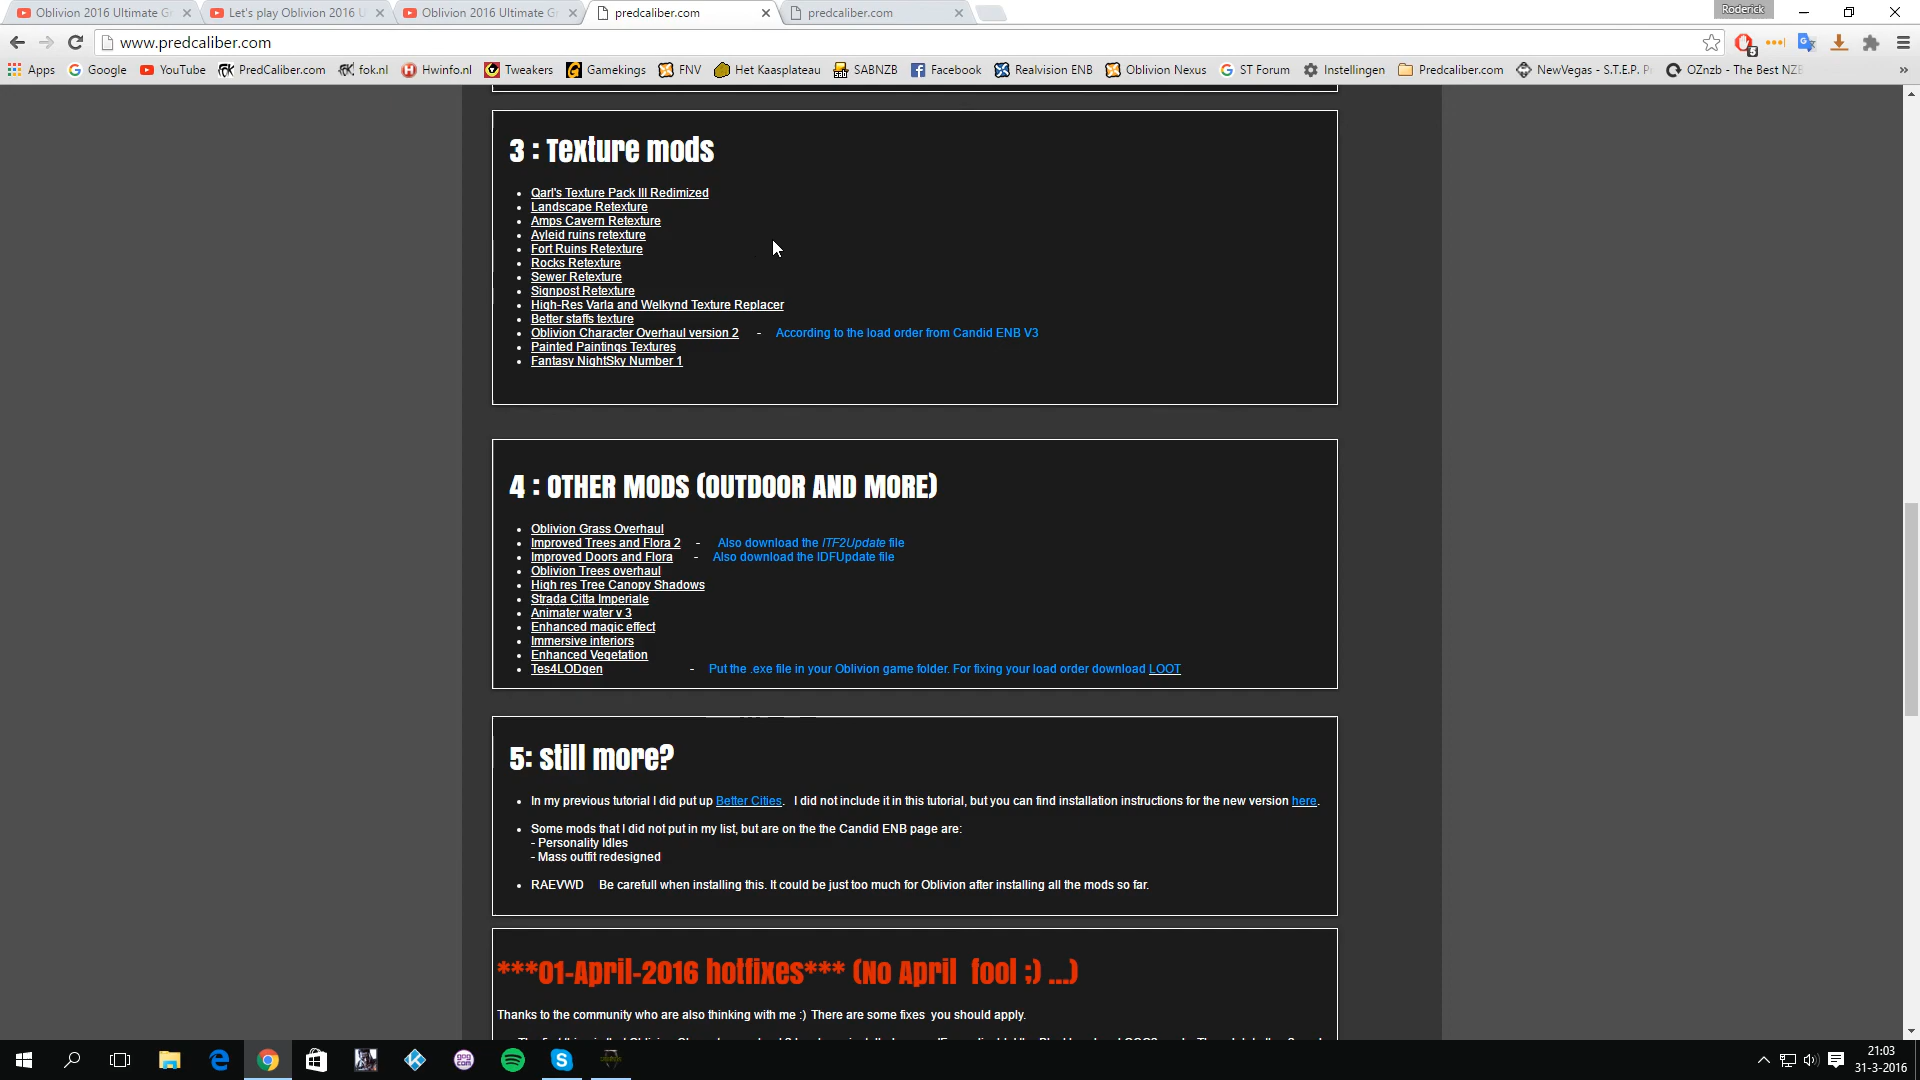 Oblivion 2016 Ultimate Gr
Let's play Oblivion 2016 U
Oblivion 2016 Ultimate Gr
predcaliber.com
predcaliber.com
Roderick
www.predcaliber.com
Apps
Google
YouTube
PredCaliber.com
fok.nl
Hwinfo.nl
Tweakers
Gamekings
FNV
Het Kaasplateau
SABNZB
Facebook
Realvision ENB
Oblivion Nexus
ST Forum
Instellingen
Predcaliber.com
NewVegas - S.T.E.P.
OZnzb - The Best NZB
3 : Texture mods
• Qarl's Texture Pack III Redimized
• Landscape Retexture
• Amps Cavern Retexture
• Ayleid ruins retexture
• Fort Ruins Retexture
• Rocks Retexture
• Sewer Retexture
• Signpost Retexture
• High-Res Varla and Welkynd Texture Replacer
• Better staffs texture
• Oblivion Character Overhaul version 2 - According to the load order from Candid ENB V3
• Painted Paintings Textures
• Fantasy NightSky Number 1
4 : OTHER MODS (OUTDOOR AND MORE)
• Oblivion Grass Overhaul
• Improved Trees and Flora 2 - Also download the ITF2Update file
• Improved Doors and Flora - Also download the IDFUpdate file
• Oblivion Trees overhaul
• High res Tree Canopy Shadows
• Strada Citta Imperiale
• Animater water v 3
• Enhanced magic effect
• Immersive interiors
• Enhanced Vegetation
• Tes4LODgen - Put the .exe file in your Oblivion game folder. For fixing your load order download LOOT
5: still more?
• In my previous tutorial I did put up Better Cities. I did not include it in this tutorial, but you can find installation instructions for the new version here.
• Some mods that I did not put in my list, but are on the the Candid ENB page are:
- Personality Idles
- Mass outfit redesigned
• RAEVWD Be carefull when installing this. It could be just too much for Oblivion after installing all the mods so far.
***01-April-2016 hotfixes*** (No April fool ;) ...)
Thanks to the community who are also thinking with me :) There are some fixes you should apply.
21:03
31-3-2016